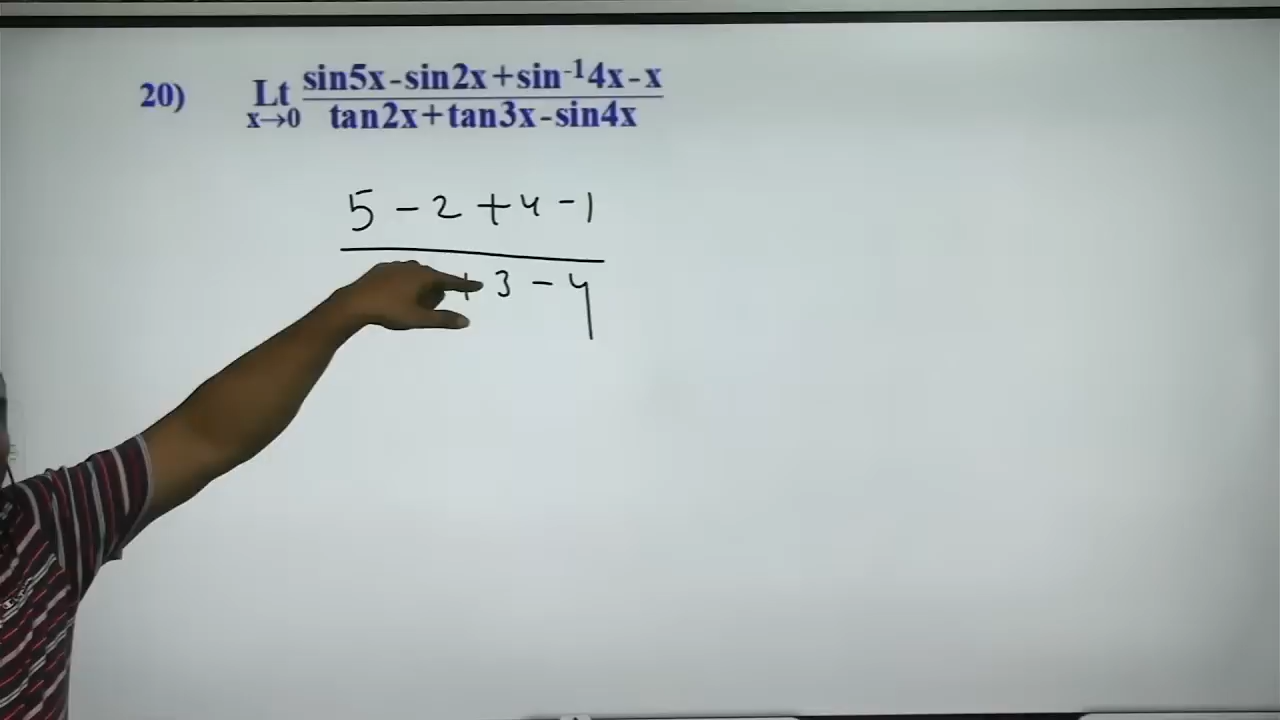 20) Lt x→0 sin5x-sin2x+sin⁻¹4x-x
tan2x+tan3x-sin4x
5 - 2 + 4 - 1
+ 3 - 4